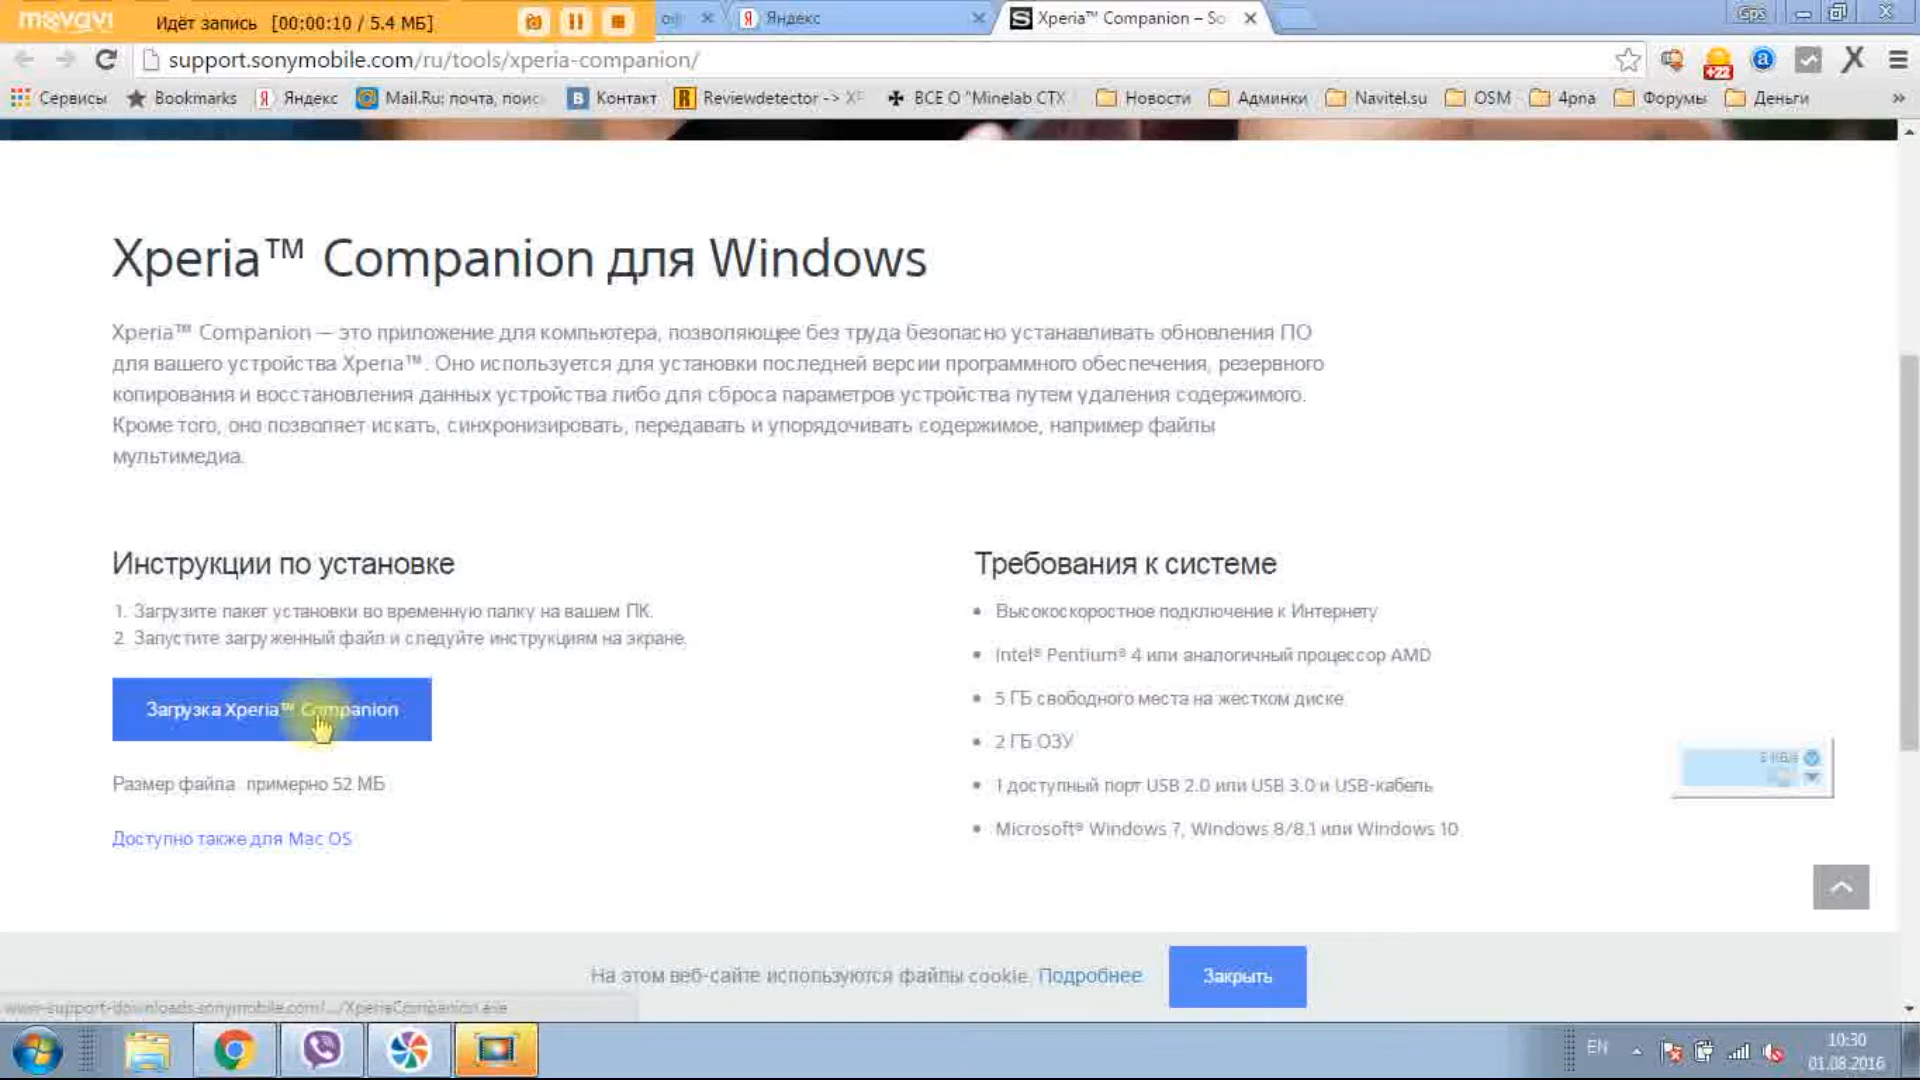 movavi Идёт запись [00:00:10 / 5.4 МБ] Яндекс Xperia™ Companion – So Gps
support.sonymobile.com/ru/tools/xperia-companion/
Сервисы Bookmarks Яндекс Mail.Ru: почта, поис Контакт Reviewdetector -> ВСЕ О "Minelab CTX Новости Админки Navitel.su OSM 4pna Форумы Деньги »
Xperia™ Companion для Windows
Xperia™ Companion — это приложение для компьютера, позволяющее без труда безопасно устанавливать обновления ПО
для вашего устройства Xperia™. Оно используется для установки последней версии программного обеспечения, резервного
копирования и восстановления данных устройства либо для сброса параметров устройства путем удаления содержимого.
Кроме того, оно позволяет искать, синхронизировать, передавать и упорядочивать содержимое, например файлы
мультимедиа.
Инструкции по установке
1. Загрузите пакет установки во временную папку на вашем ПК.
2. Запустите загруженный файл и следуйте инструкциям на экране.
Загрузка Xperia™ Companion
Размер файла примерно 52 МБ
Доступно также для Mac OS
Требования к системе
• Высокоскоростное подключение к Интернету
• Intel® Pentium® 4 или аналогичный процессор AMD
• 5 ГБ свободного места на жестком диске
• 2 ГБ ОЗУ
• 1 доступный порт USB 2.0 или USB 3.0 и USB-кабель
• Microsoft® Windows 7, Windows 8/8.1 или Windows 10
На этом веб-сайте используются файлы cookie. Подробнее Закрыть
www-support-downloads.sonymobile.com/.../XperiaCompanion.exe
EN 10:30
01.08.2016